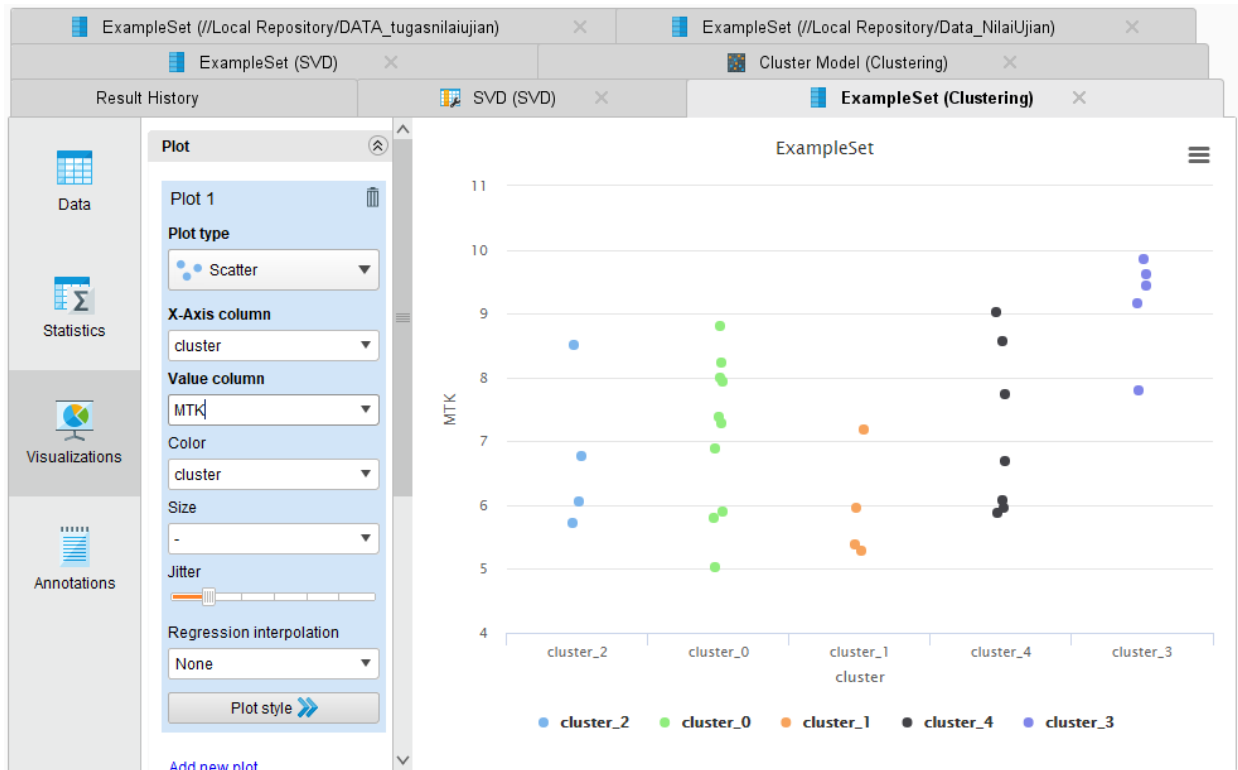 ExampleSet (//Local Repository/DATA_tugasnilaiujian)
ExampleSet (//Local Repository/Data_NilaiUjian)
ExampleSet (SVD)
Cluster Model (Clustering)
Result History
SVD (SVD)
ExampleSet (Clustering)
Data
Statistics
Visualizations
Annotations
Plot
Plot 1
Plot type
Scatter
X-Axis column
cluster
Value column
MTK
Color
cluster
Size
-
Jitter
Regression interpolation
None
Plot style
Add new plot
ExampleSet
11
10
9
8
7
6
5
4
MTK
cluster_2 cluster_0 cluster_1 cluster_4 cluster_3
cluster
cluster_2 cluster_0 cluster_1 cluster_4 cluster_3